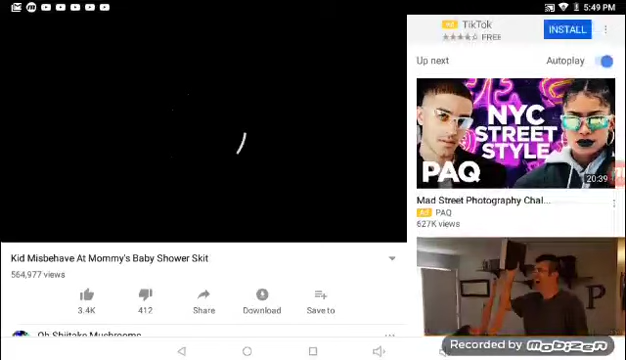 5:49 PM
Ad TikTok
FREE
INSTALL
Up next
Autoplay
NYC
STREET
STYLE
PAQ
20:39
Mad Street Photography Chal...
Ad PAQ
627K views
Kid Misbehave At Mommy's Baby Shower Skit
564,977 views
3.4K
412
Share
Download
Save to
Oh Shiitake Mushrooms
P
Recorded by mobizen